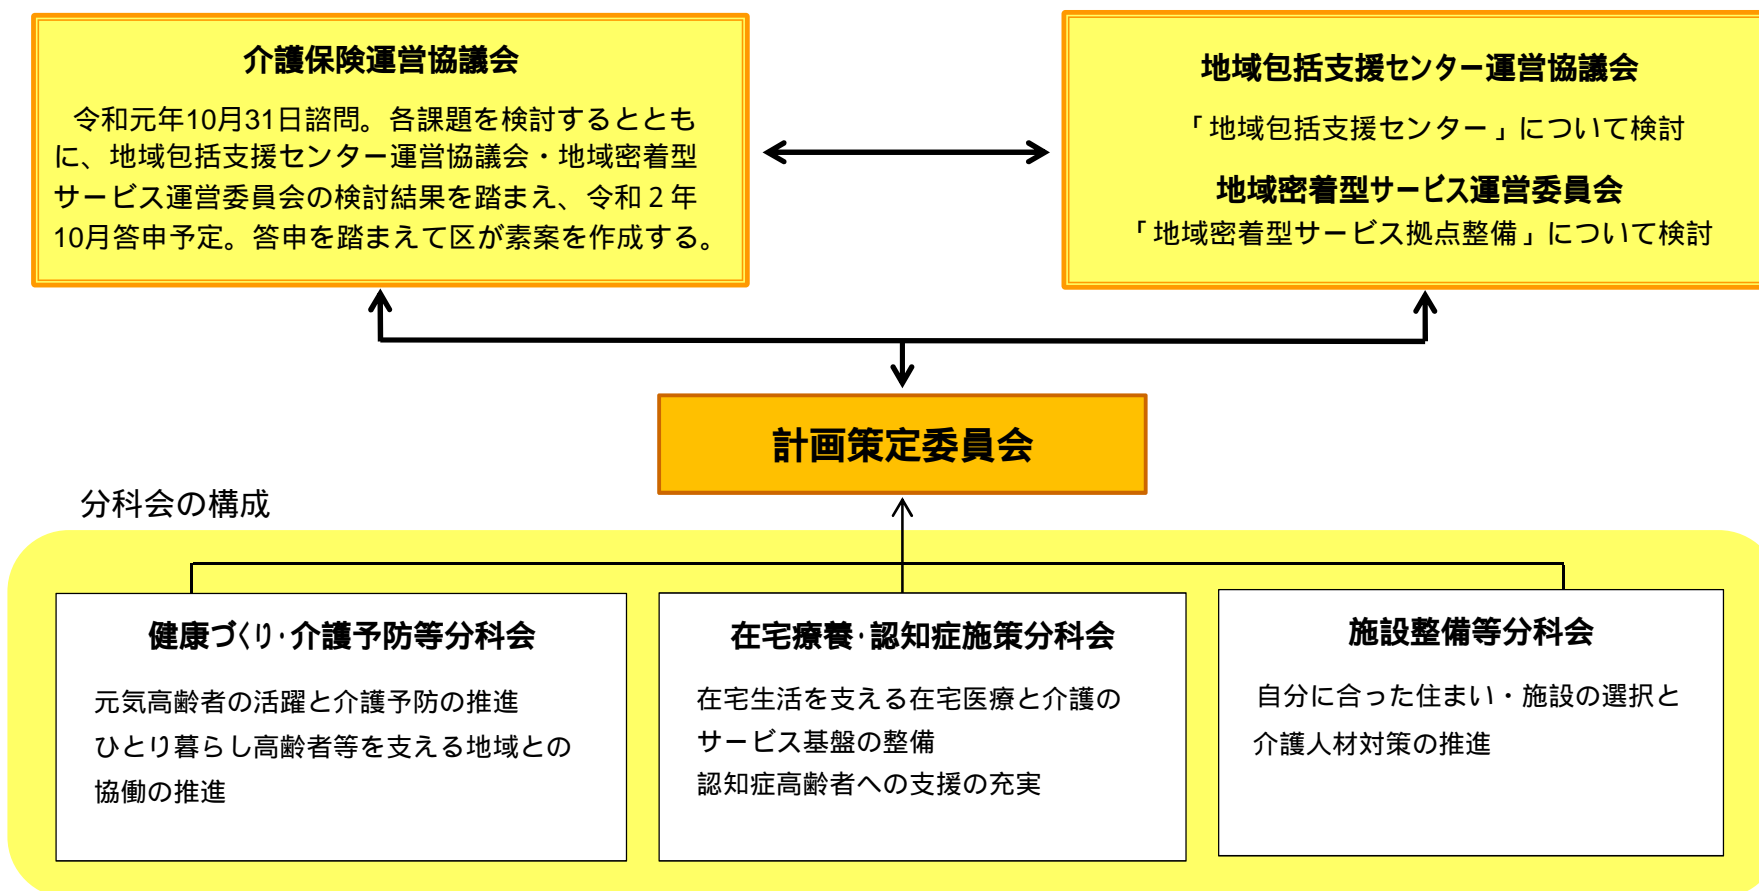 介護保険運営協議会
令和元年10月31日諮問。各課題を検討するととも
に、地域包括支援センター運営協議会・地域密着型
サービス運営委員会の検討結果を踏まえ、令和２年
10月答申予定。答申を踏まえて区が素案を作成する。
地域包括支援センター運営協議会
「地域包括支援センター」について検討
地域密着型サービス運営委員会
「地域密着型サービス拠点整備」について検討
計画策定委員会
分科会の構成
健康づくり・介護予防等分科会
元気高齢者の活躍と介護予防の推進
ひとり暮らし高齢者等を支える地域との
協働の推進
在宅療養・認知症施策分科会
在宅生活を支える在宅医療と介護の
サービス基盤の整備
認知症高齢者への支援の充実
施設整備等分科会
自分に合った住まい・施設の選択と
介護人材対策の推進